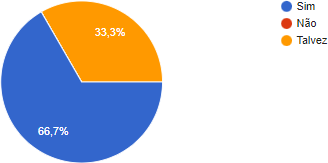 33,3%
66,7%
Sim
Não
Talvez